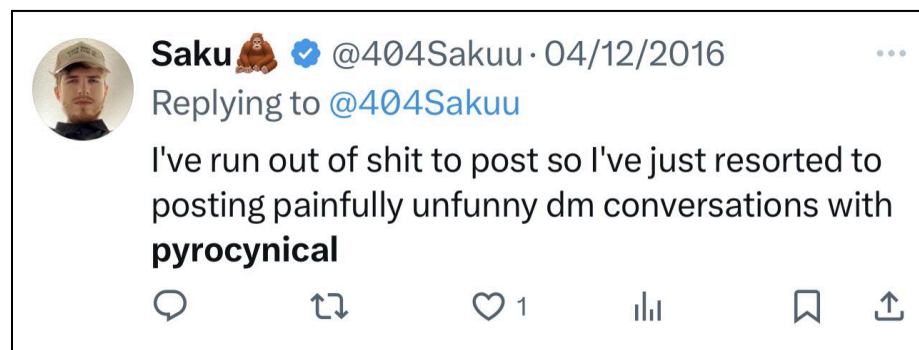 Saku🦧 @404Sakuu · 04/12/2016
Replying to @404Sakuu
I've run out of shit to post so I've just resorted to
posting painfully unfunny dm conversations with
pyrocynical
1